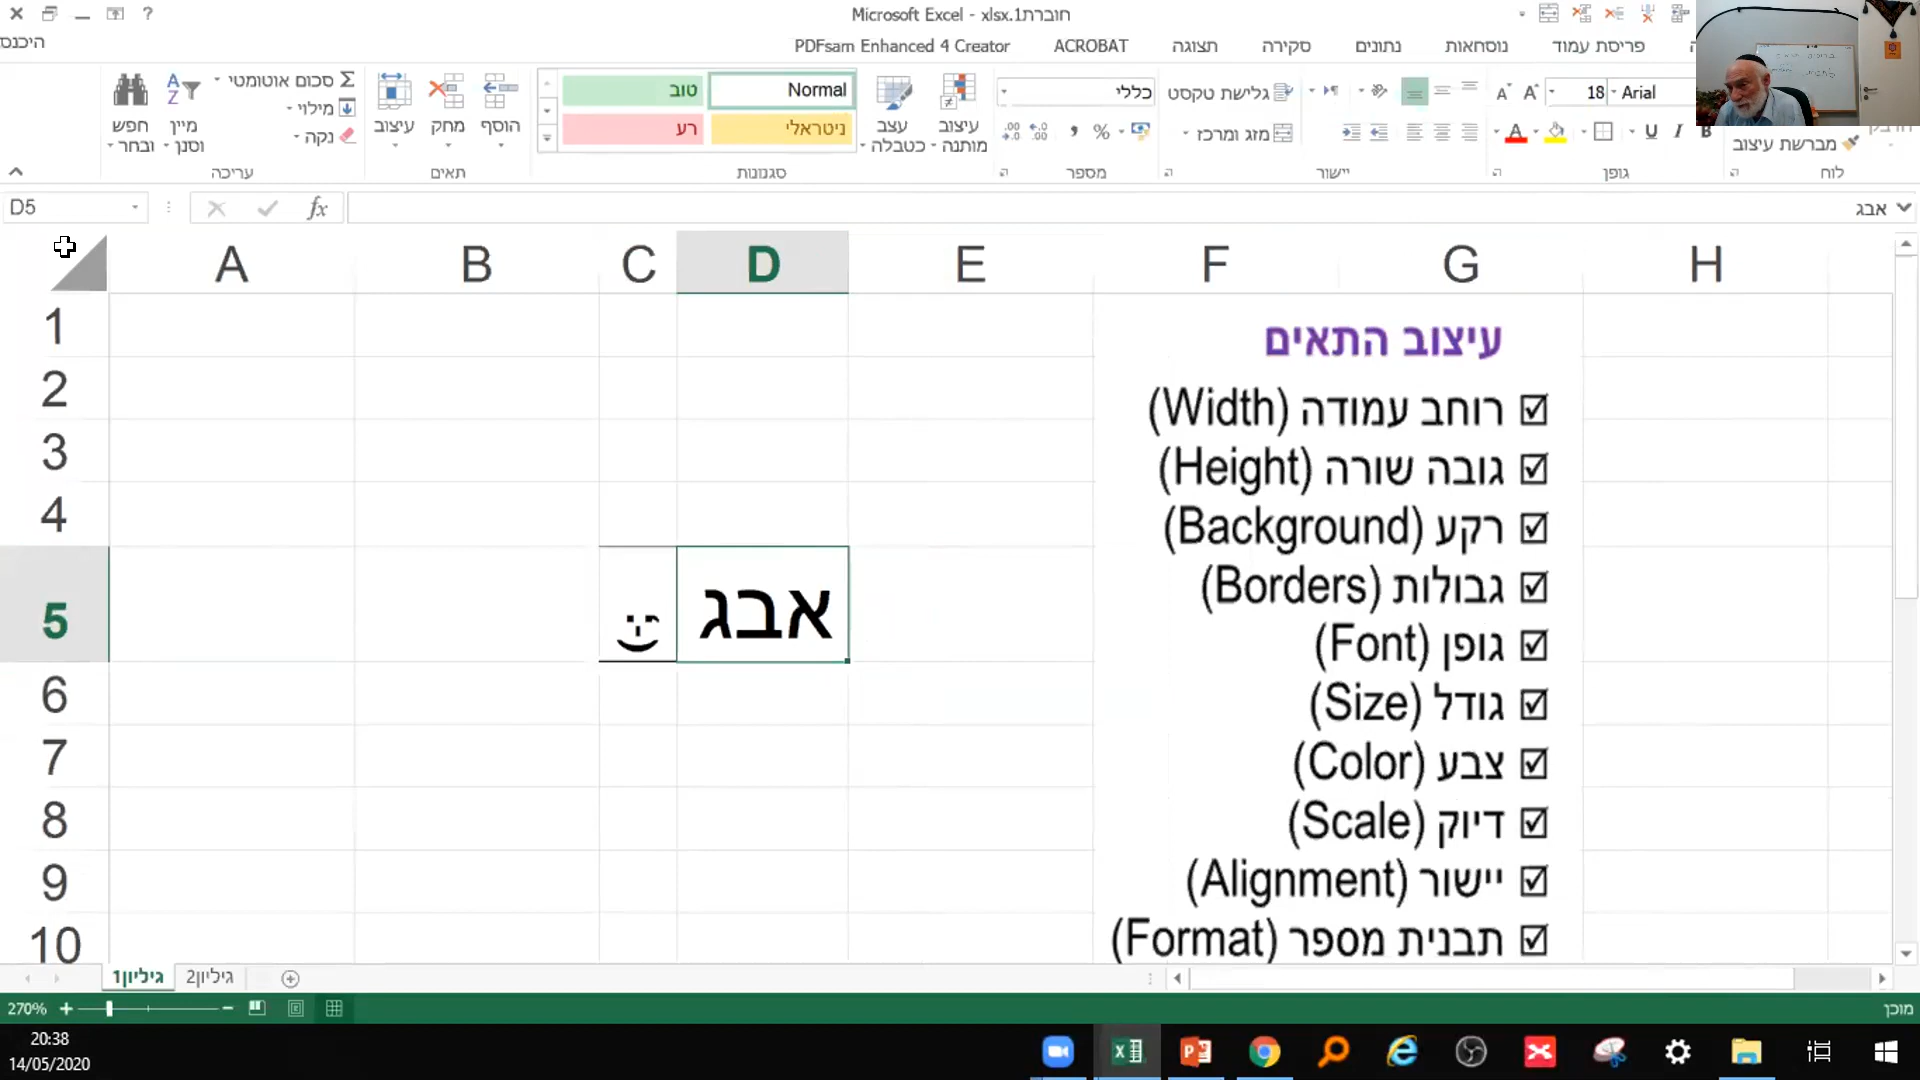 Microsoft Excel - xlsx.1חוברת
היכנס
PDFsam Enhanced 4 Creator
ACROBAT
תצוגה
סקירה
נתונים
נוסחאות
פריסת עמוד
סכום אוטומטי
מילוי
נקה
חפש ובחר
מיין וסנן
עיצוב
מחק
הוסף
טוב
Normal
רע
ניטראלי
עצב כטבלה
עיצוב מותנה
כללי
גלישת טקסט
מזג ומרכז
18
Arial
מברשת עיצוב
עריכה
תאים
סגנונות
מספר
יישור
גופן
לוח
D5
fx
אבג
A B C D E F G H
1
2
3
4
5
6
7
8
9
10
אבג
עיצוב התאים
רוחב עמודה (Width)
גובה שורה (Height)
רקע (Background)
גבולות (Borders)
גופן (Font)
גודל (Size)
צבע (Color)
דיוק (Scale)
יישור (Alignment)
תבנית מספר (Format)
גיליון1
גיליון2
270%
מוכן
20:38
14/05/2020